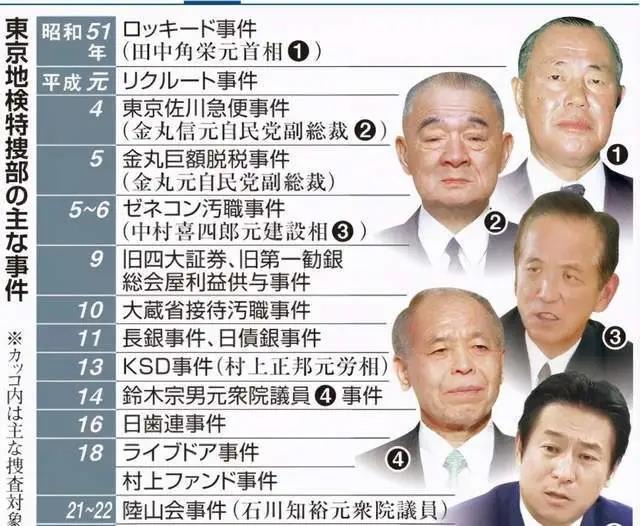 東京地検特捜部の主な事件
※カッコ内は主な捜査対象
昭和51年 ロッキード事件
(田中角栄元首相❶)
平成元 リクルート事件
4 東京佐川急便事件
(金丸信元自民党副総裁❷)
5 金丸巨額脱税事件
(金丸元自民党副総裁)
5~6 ゼネコン汚職事件
(中村喜四郎元建設相❸)
9 旧四大証券、旧第一勧銀
総会屋利益供与事件
10 大蔵省接待汚職事件
11 長銀事件、日債銀事件
13 KSD事件(村上正邦元労相)
14 鈴木宗男元衆院議員❹事件
16 日歯連事件
18 ライブドア事件
村上ファンド事件
21~22 陸山会事件(石川知裕元衆院議員)
❶
❷
❸
❹